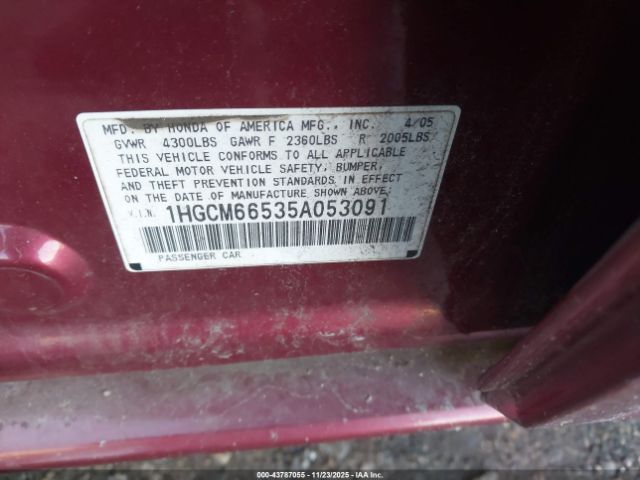 MFD. BY HONDA OF AMERICA MFG., INC. 4/05
GVWR 4300LBS GAWR F 2360LBS R 2005LBS
THIS VEHICLE CONFORMS TO ALL APPLICABLE
FEDERAL MOTOR VEHICLE SAFETY, BUMPER,
AND THEFT PREVENTION STANDARDS IN EFFECT
ON THE DATE OF MANUFACTURE SHOWN ABOVE.
V.I.N. 1HGCM66535A053091
PASSENGER CAR
© IAA 000-43787055 - 11/23/2025 - IAAI.COM